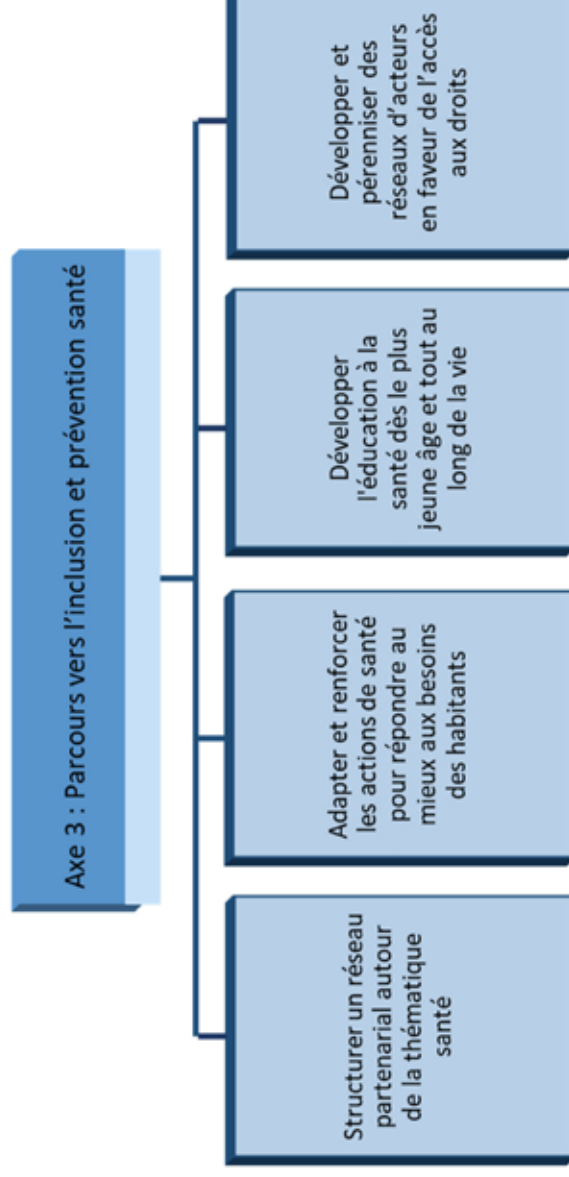 Axe 3 : Parcours vers l’inclusion et prévention santé
Structurer un réseau
partenarial autour
de la thématique
santé
Adapter et renforcer
les actions de santé
pour répondre au
mieux aux besoins
des habitants
Développer
l'éducation à la
santé dès le plus
jeune âge et tout au
long de la vie
Développer et
pérenniser des
réseaux d’acteurs
en faveur de l’accès
aux droits